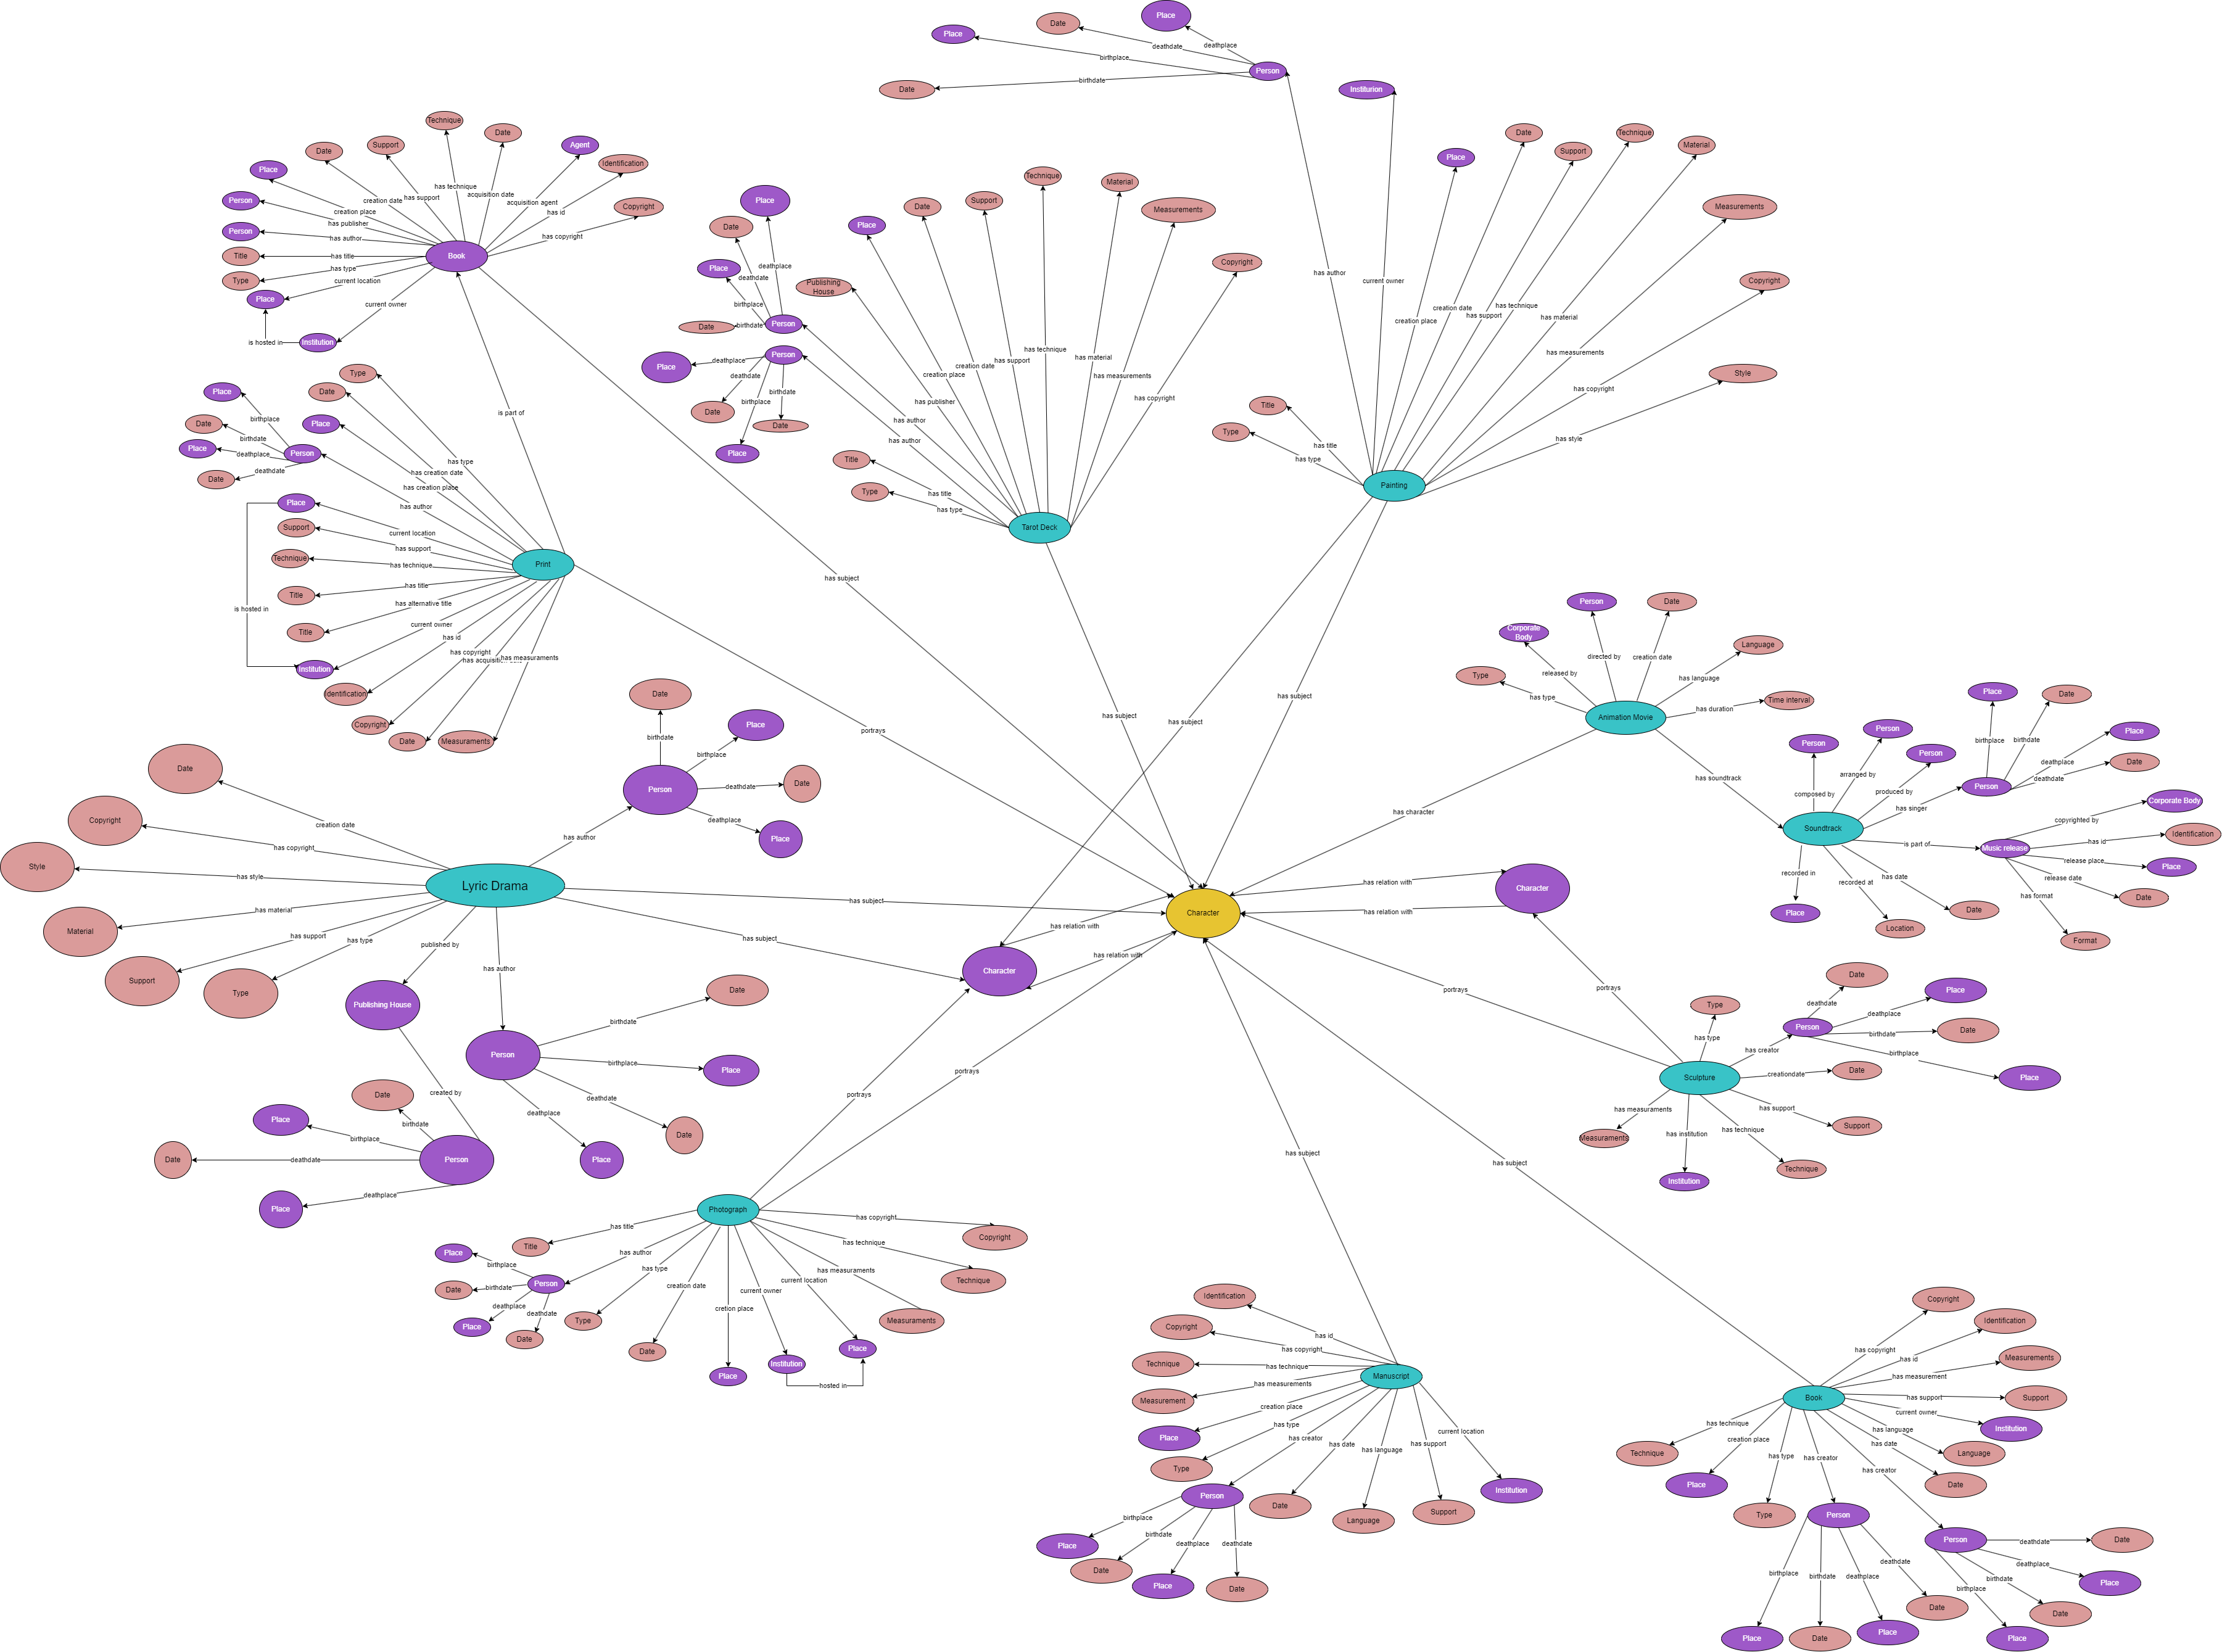 Place
Date
Place
deathdate
deathplace
birthplace
Person
birthdate
Date
Institurion
Technique
Date
Support
Date
Agent
Identification
Place
Person
Person
Title
Type
Place
Copyright
has technique
has support
acquisition date
creation date
acquisition agent
creation place
has id
has publisher
has author
has copyright
has title
Book
has type
current location
current owner
is hosted in
Institution
is part of
Date
Support
Technique
Material
Place
Measurements
Copyright
Style
has author
current owner
creation date
has technique
has support
creation place
has material
has measurements
has copyright
has style
Title
Type
has title
has type
Painting
has subject
has subject
Place
Date
Place
deathplace
deathdate
birthplace
Date
birthdate
Person
Person
deathplace
Place
deathdate
birthdate
birthplace
Date
Date
Place
Publishing
House
Place
Date
Support
Technique
Material
Measurements
Copyright
has technique
has material
has support
creation date
creation place
has measurements
has copyright
has publisher
has author
has author
Title
Type
has title
has type
Tarot Deck
has subject
has subject
Type
Date
Place
Place
birthplace
Date
birthdate
Place
Person
deathplace
deathdate
Date
has type
has creation date
has creation place
has author
Place
Support
Technique
Title
Title
Institution
Identification
Copyright
Date
Measuraments
current location
has support
has technique
has title
has alternative title
current owner
has id
has copyright
has measuraments
is hosted in
Print
portrays
Person
Date
Corporate
Body
Type
Language
Time interval
directed by
creation date
released by
has language
has type
has duration
Animation Movie
has character
has soundtrack
Person
Person
Person
composed by
arranged by
produced by
has singer
Person
Place
Date
birthplace
birthdate
Place
Date
deathplace
deathdate
Soundtrack
is part of
Music release
Corporate Body
Identification
Place
Date
Format
copyrighted by
has id
release place
release date
has format
recorded in
recorded at
has date
Place
Location
Date
Date
Copyright
Style
Material
Support
Type
creation date
has copyright
has style
has material
has support
has type
Lyric Drama
has author
Person
Date
birthdate
Place
birthplace
Date
deathdate
Place
deathplace
has subject
has subject
published by
Publishing House
created by
Person
Date
birthdate
Place
birthplace
Date
deathdate
Place
deathplace
has author
Person
Date
birthdate
Place
birthplace
Date
deathdate
Place
deathplace
Character
Character
Character
has relation with
has relation with
has relation with
has relation with
portrays
portrays
Sculpture
Type
has type
has creator
Person
Date
deathdate
Place
deathplace
Date
birthdate
Place
birthplace
creationdate
Date
has support
Support
has technique
Technique
has institution
Institution
has measuraments
Measuraments
portrays
portrays
Photograph
has title
Title
has author
Person
Place
birthplace
Date
birthdate
Place
deathplace
Date
deathdate
has type
Type
creation date
Date
cretion place
Place
current owner
Institution
hosted in
current location
Place
has measuraments
Measuraments
has technique
Technique
has copyright
Copyright
has subject
Manuscript
Identification
has id
Copyright
has copyright
Technique
has technique
Measurement
has measurements
Place
creation place
Type
has type
has creator
Person
Place
birthplace
Date
birthdate
Place
deathplace
Date
deathdate
has date
Date
has language
Language
has support
Support
current location
Institution
has subject
Book
Copyright
has copyright
Identification
has id
Measurements
has measurement
Support
has support
Institution
current owner
Language
has language
Date
has date
has technique
Technique
creation place
Place
has type
Type
has creator
Person
Place
birthplace
Date
birthdate
Place
deathplace
Date
deathdate
has creator
Person
Date
deathdate
Place
deathplace
Date
birthdate
Place
birthplace